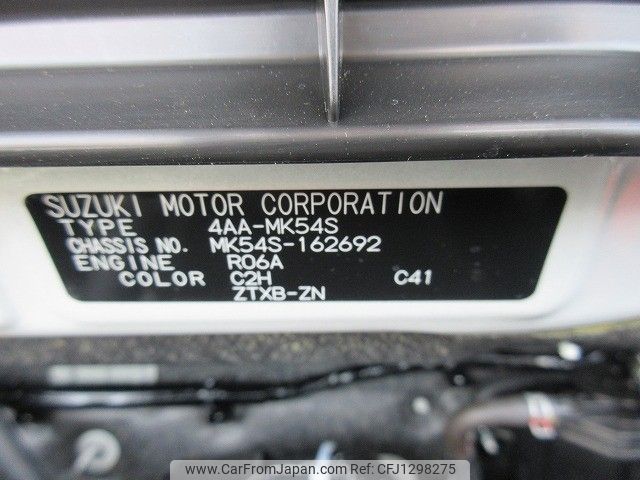 SUZUKI MOTOR CORPORATION
TYPE 4AA-MK54S
CHASSIS NO. MK54S-162692
ENGINE R06A
COLOR C2H C41
ZTXB-ZN
www.CarFromJapan.com CFJ1298275